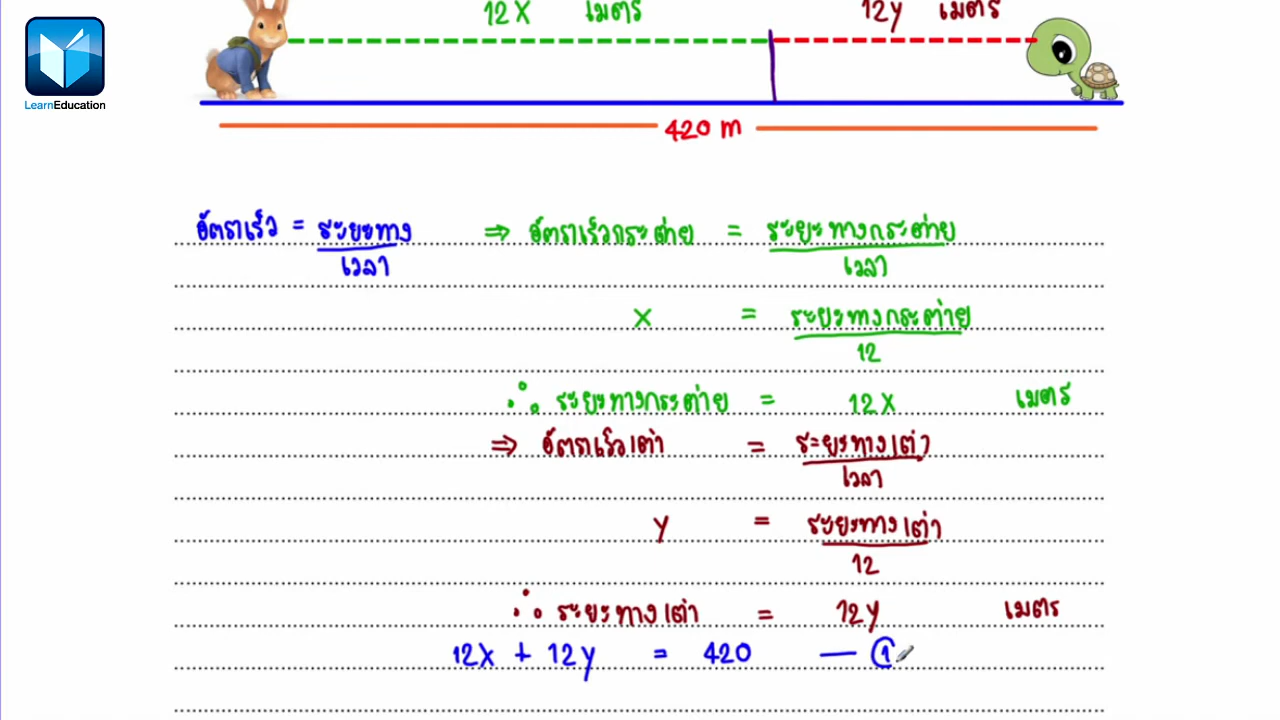 12X เมตร 12y เมตร
LearnEducation
420 m
อัตราเร็ว = ระยะทาง ⇒ อัตราเร็วกระต่าย = ระยะทางกระต่าย
เวลา เวลา
X = ระยะทางกระต่าย
12
∴ ระยะทางกระต่าย = 12X เมตร
⇒ อัตราเร็วเต่า = ระยะทางเต่า
เวลา
y = ระยะทางเต่า
12
∴ ระยะทางเต่า = 12y เมตร
12X + 12y = 420 — ①